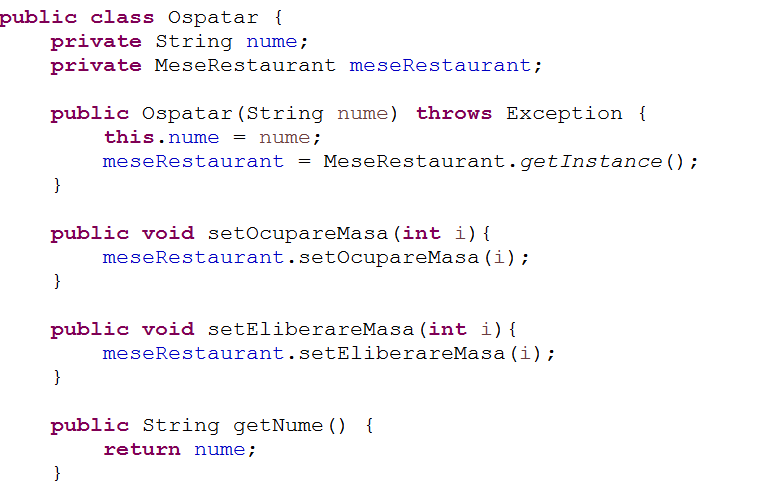 public class Ospatar {
    private String nume;
    private MeseRestaurant meseRestaurant;

    public Ospatar(String nume) throws Exception {
        this.nume = nume;
        meseRestaurant = MeseRestaurant.getInstance();
    }

    public void setOcupareMasa(int i){
        meseRestaurant.setOcupareMasa(i);
    }

    public void setEliberareMasa(int i){
        meseRestaurant.setEliberareMasa(i);
    }

    public String getNume() {
        return nume;
    }